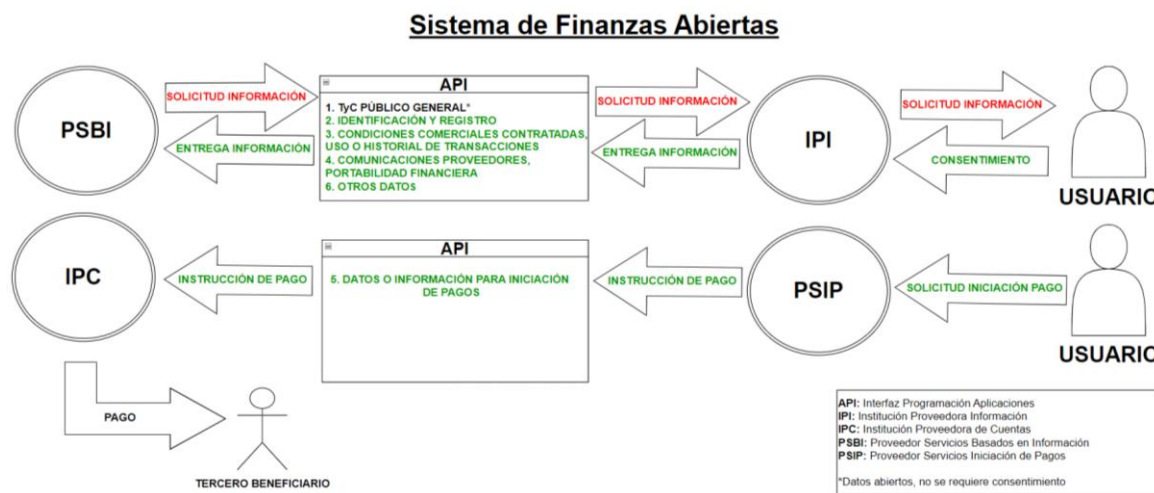 Sistema de Finanzas Abiertas
PSBI
SOLICITUD INFORMACIÓN
ENTREGA INFORMACIÓN
API
1. TyC PÚBLICO GENERAL*
2. IDENTIFICACIÓN Y REGISTRO
3. CONDICIONES COMERCIALES CONTRATADAS,
USO O HISTORIAL DE TRANSACCIONES
4. COMUNICACIONES PROVEEDORES,
PORTABILIDAD FINANCIERA
6. OTROS DATOS
SOLICITUD INFORMACIÓN
ENTREGA INFORMACIÓN
IPI
SOLICITUD INFORMACIÓN
CONSENTIMIENTO
USUARIO
IPC
INSTRUCCIÓN DE PAGO
API
5. DATOS O INFORMACIÓN PARA INICIACIÓN
DE PAGOS
INSTRUCCIÓN DE PAGO
PSIP
SOLICITUD INICIACIÓN PAGO
USUARIO
PAGO
TERCERO BENEFICIARIO
API: Interfaz Programación Aplicaciones
IPI: Institución Proveedora Información
IPC: Institución Proveedora de Cuentas
PSBI: Proveedor Servicios Basados en Información
PSIP: Proveedor Servicios Iniciación de Pagos
*Datos abiertos, no se requiere consentimiento